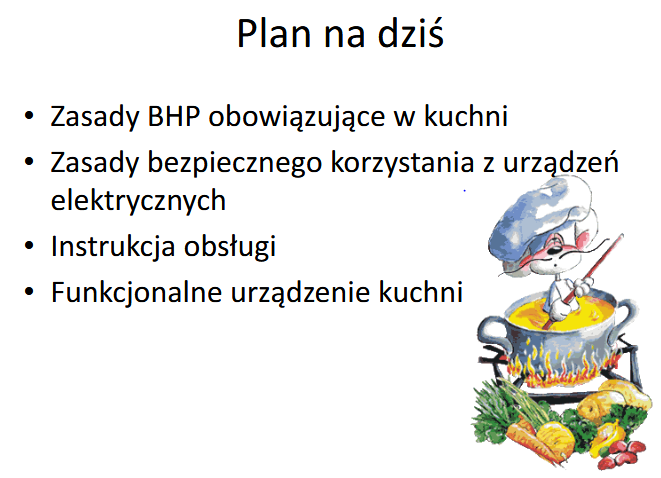 Plan na dziś
• Zasady BHP obowiązujące w kuchni
• Zasady bezpiecznego korzystania z urządzeń
elektrycznych
• Instrukcja obsługi
• Funkcjonalne urządzenie kuchni